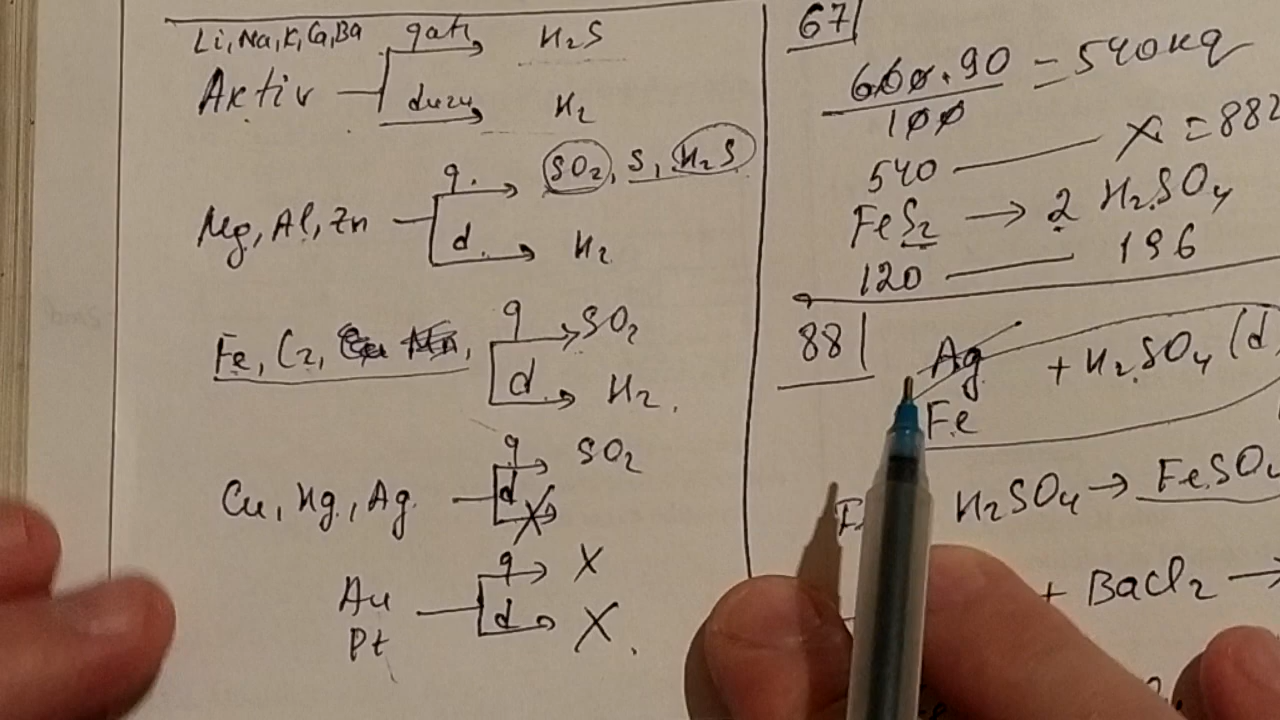 Li, Na, K, Ca, Ba qatı H2S
Aktiv duru H2
Mg, Al, Zn q. SO2, S, H2S
d. H2
Fe, Cr, q SO2
d H2.
Cu, Hg, Ag q SO2
d X
Au q X
Pt d X.
67
600.90 = 540 kq
100
540 — X = 882
FeS2 → 2 H2SO4
120 — 196
88 Ag + H2SO4 (d
Fe
H2SO4 → FeSO4
+ BaCl2 →